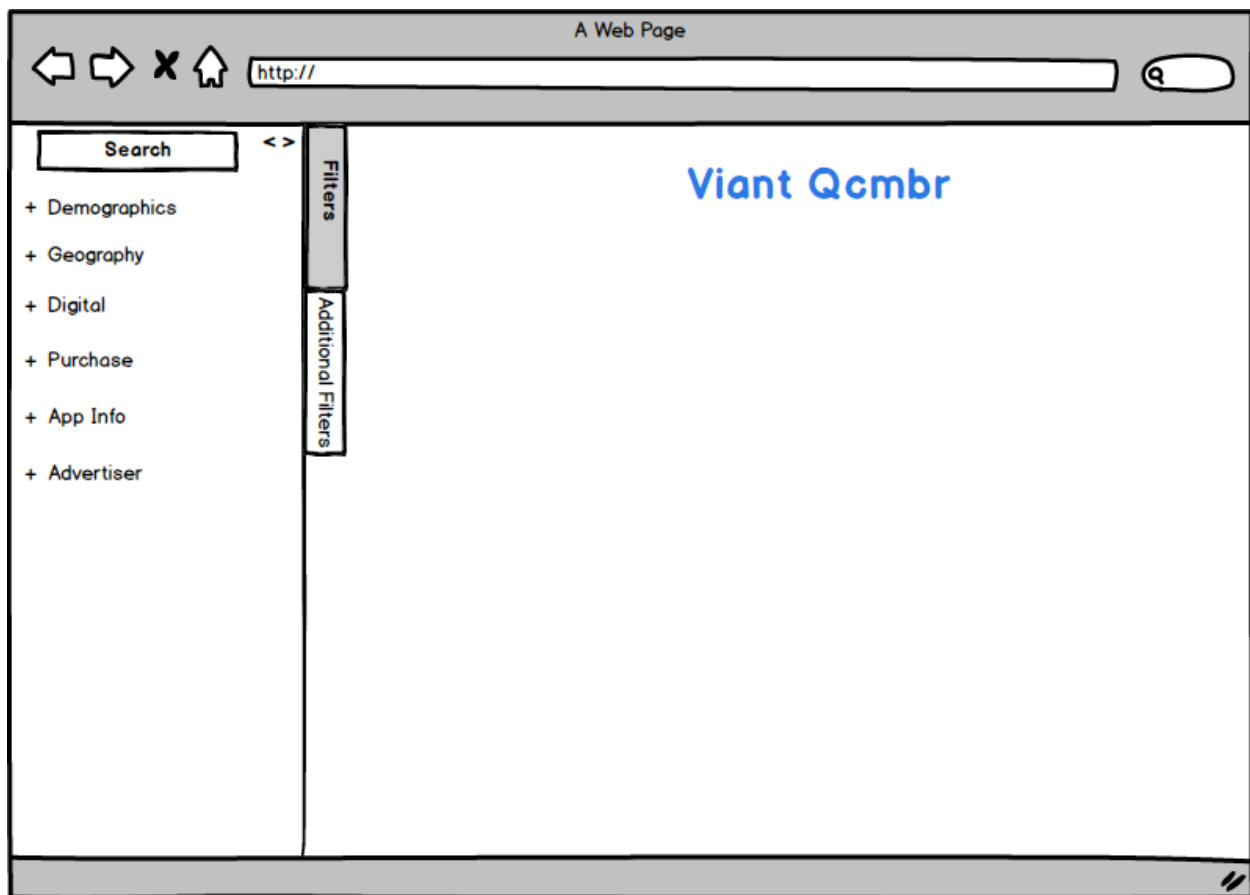 A Web Page
http://
Search
< >
+ Demographics
+ Geography
+ Digital
+ Purchase
+ App Info
+ Advertiser
Filters
Additional Filters
Viant Qcmbr